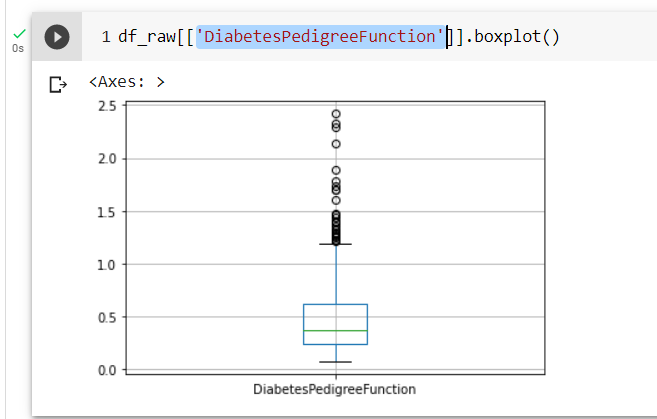 1 df_raw[['DiabetesPedigreeFunction']].boxplot()
0s
<Axes: >
2.5
2.0
1.5
1.0
0.5
0.0
DiabetesPedigreeFunction